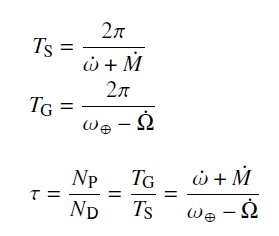 T_S = 2π / (ω̇ + Ṁ)
T_G = 2π / (ω_⊕ − Ω̇)
τ = N_P / N_D = T_G / T_S = (ω̇ + Ṁ) / (ω_⊕ − Ω̇)